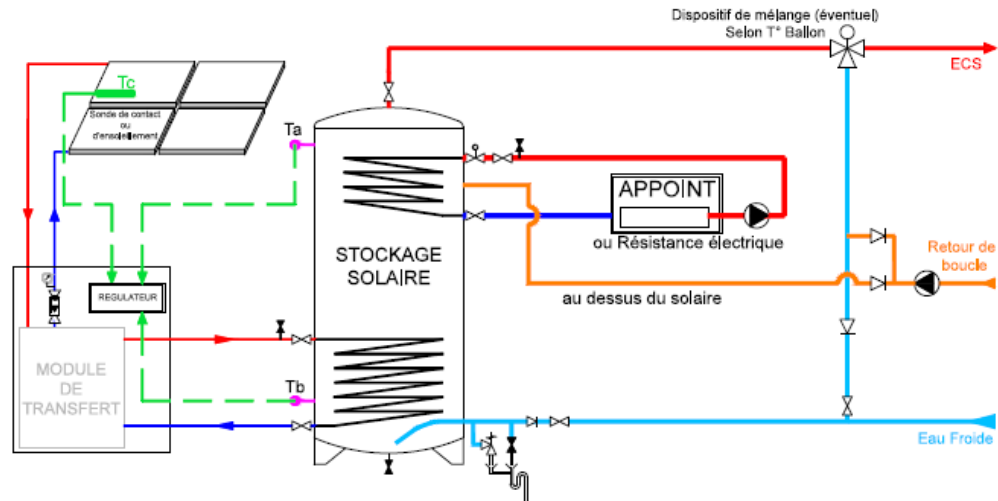 Dispositif de mélange (éventuel)
Selon T° Ballon
ECS
Tc
Sonde de contact
ou
d'ensoleillement
Ta
APPOINT
ou Résistance électrique
STOCKAGE
SOLAIRE
Retour de
boucle
REGULATEUR
au dessus du solaire
MODULE
DE
TRANSFERT
Tb
Eau Froide